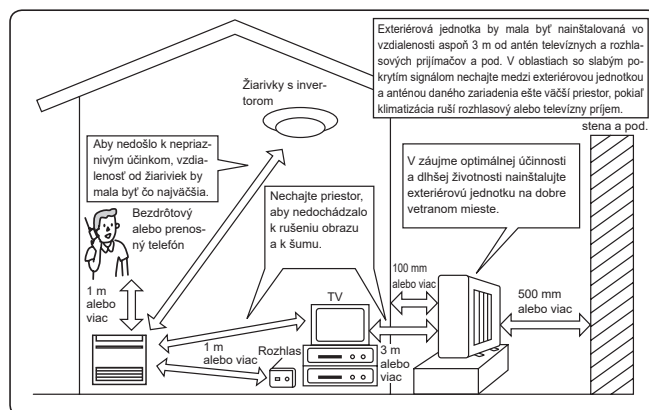 Exteriérová jednotka by mala byť nainštalovaná vo
vzdialenosti aspoň 3 m od antén televíznych a rozhla-
sových prijímačov a pod. V oblastiach so slabým po-
krytím signálom nechajte medzi exteriérovou jednotkou
a anténou daného zariadenia ešte väčší priestor, pokiaľ
klimatizácia ruší rozhlasový alebo televízny príjem.
stena a pod.
Žiarivky s inver-
torom
Aby nedošlo k nepriaz-
nivým účinkom, vzdia-
lenosť od žiariviek by
mala byť čo najväčšia.
V záujme optimálnej účinnosti
a dlhšej životnosti nainštalujte
exteriérovú jednotku na dobre
vetranom mieste.
Nechajte priestor,
aby nedochádzalo
k rušeniu obrazu
a k šumu.
Bezdrôtový
alebo prenos-
ný telefón
100 mm
alebo viac
1 m
alebo
viac
TV
500 mm
alebo viac
1 m
alebo viac
Rozhlas
3 m
alebo
viac